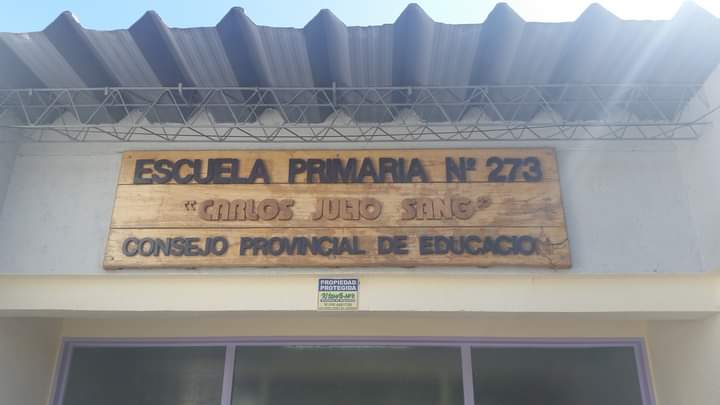 ESCUELA PRIMARIA Nº 273
"CARLOS JULIO SANG"
CONSEJO PROVINCIAL DE EDUCACIO
PROPIEDAD
PROTEGIDA